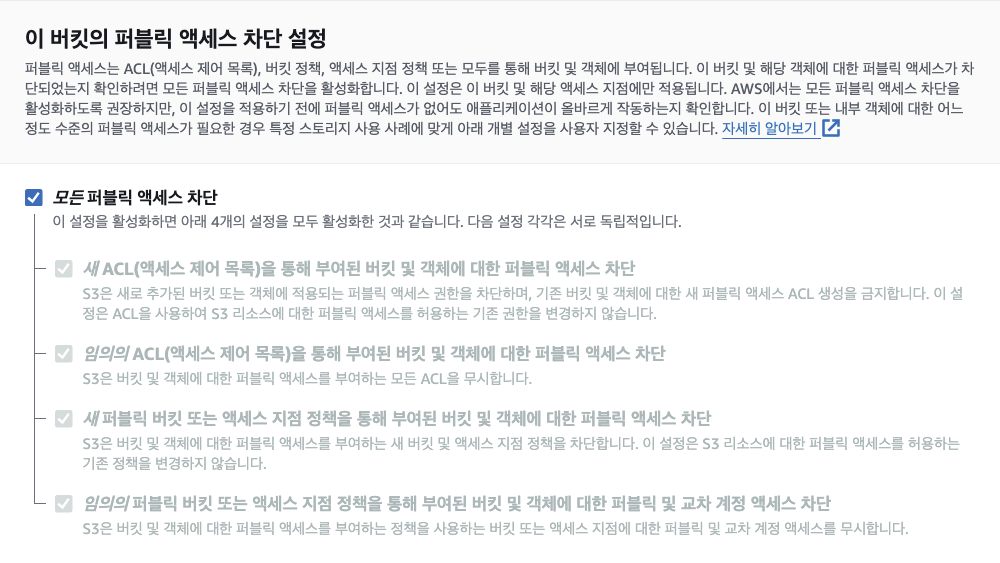 이 버킷의 퍼블릭 액세스 차단 설정
퍼블릭 액세스는 ACL(액세스 제어 목록), 버킷 정책, 액세스 지점 정책 또는 모두를 통해 버킷 및 객체에 부여됩니다. 이 버킷 및 해당 객체에 대한 퍼블릭 액세스가 차
단되었는지 확인하려면 모든 퍼블릭 액세스 차단을 활성화합니다. 이 설정은 이 버킷 및 해당 액세스 지점에만 적용됩니다. AWS에서는 모든 퍼블릭 액세스 차단을
활성화하도록 권장하지만, 이 설정을 적용하기 전에 퍼블릭 액세스가 없어도 애플리케이션이 올바르게 작동하는지 확인합니다. 이 버킷 또는 내부 객체에 대한 어느
정도 수준의 퍼블릭 액세스가 필요한 경우 특정 스토리지 사용 사례에 맞게 아래 개별 설정을 사용자 지정할 수 있습니다. 자세히 알아보기
모든 퍼블릭 액세스 차단
이 설정을 활성화하면 아래 4개의 설정을 모두 활성화한 것과 같습니다. 다음 설정 각각은 서로 독립적입니다.
새 ACL(액세스 제어 목록)을 통해 부여된 버킷 및 객체에 대한 퍼블릭 액세스 차단
S3은 새로 추가된 버킷 또는 객체에 적용되는 퍼블릭 액세스 권한을 차단하며, 기존 버킷 및 객체에 대한 새 퍼블릭 액세스 ACL 생성을 금지합니다. 이 설
정은 ACL을 사용하여 S3 리소스에 대한 퍼블릭 액세스를 허용하는 기존 권한을 변경하지 않습니다.
임의의 ACL(액세스 제어 목록)을 통해 부여된 버킷 및 객체에 대한 퍼블릭 액세스 차단
S3은 버킷 및 객체에 대한 퍼블릭 액세스를 부여하는 모든 ACL을 무시합니다.
새 퍼블릭 버킷 또는 액세스 지점 정책을 통해 부여된 버킷 및 객체에 대한 퍼블릭 액세스 차단
S3은 버킷 및 객체에 대한 퍼블릭 액세스를 부여하는 새 버킷 및 액세스 지점 정책을 차단합니다. 이 설정은 S3 리소스에 대한 퍼블릭 액세스를 허용하는
기존 정책을 변경하지 않습니다.
임의의 퍼블릭 버킷 또는 액세스 지점 정책을 통해 부여된 버킷 및 객체에 대한 퍼블릭 및 교차 계정 액세스 차단
S3은 버킷 및 객체에 대한 퍼블릭 액세스를 부여하는 정책을 사용하는 버킷 또는 액세스 지점에 대한 퍼블릭 및 교차 계정 액세스를 무시합니다.